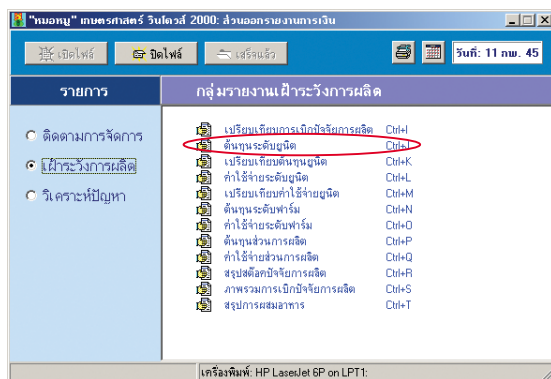 "หมอหมู" เกษตรศาสตร์ วินโดวส์ 2000: ส่วนออกรายงานการเงิน
เปิดไฟล์ ปิดไฟล์ เสร็จแล้ว วันที่: 11 กพ. 45
รายการ กลุ่มรายงานเฝ้าระวังการผลิต
ติดตามการจัดการ
เฝ้าระวังการผลิต
วิเคราะห์ปัญหา
เปรียบเทียบการเบิกปัจจัยการผลิต Ctrl+I
ต้นทุนระดับยูนิต Ctrl+J
เปรียบเทียบต้นทุนยูนิต Ctrl+K
ค่าใช้จ่ายระดับยูนิต Ctrl+L
เปรียบเทียบค่าใช้จ่ายยูนิต Ctrl+M
ต้นทุนระดับฟาร์ม Ctrl+N
ค่าใช้จ่ายระดับฟาร์ม Ctrl+O
ต้นทุนส่วนการผลิต Ctrl+P
ค่าใช้จ่ายส่วนการผลิต Ctrl+Q
สรุปสต๊อคปัจจัยการผลิต Ctrl+R
ภาพรวมการเบิกปัจจัยการผลิต Ctrl+S
สรุปการผสมอาหาร Ctrl+T
เครื่องพิมพ์: HP LaserJet 6P on LPT1: